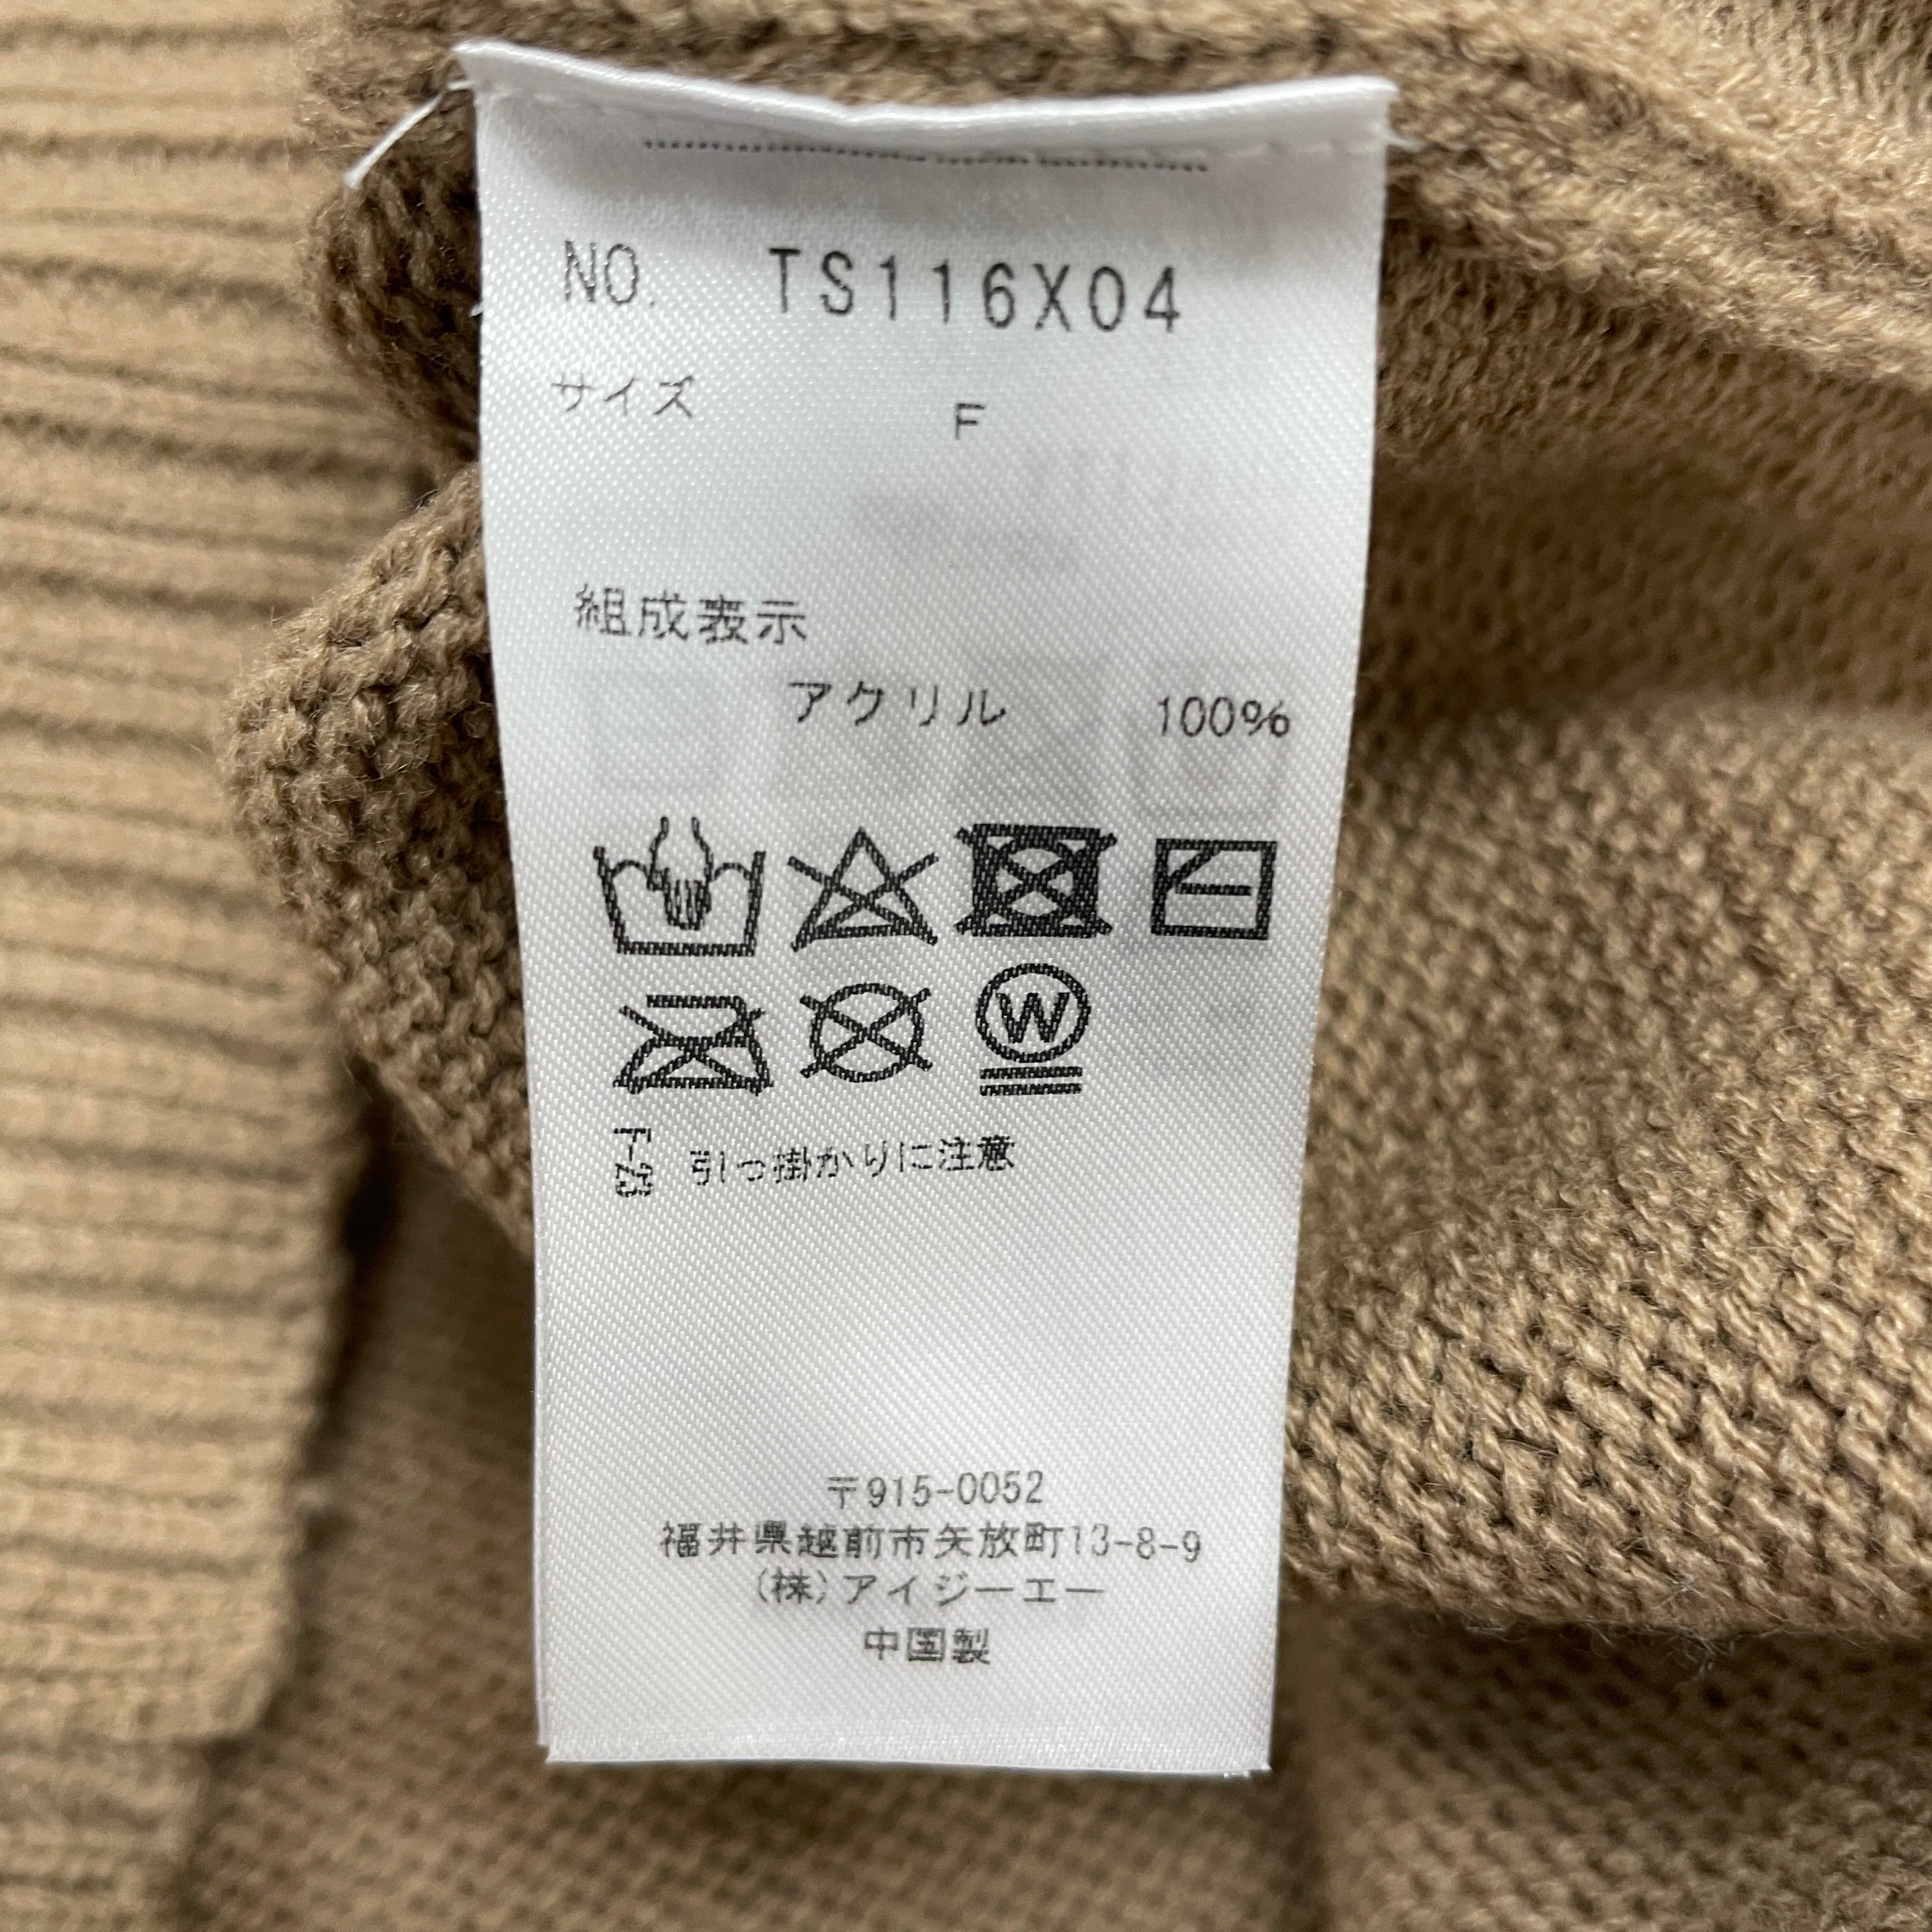 NO. TS116X04
サイズ F
組成表示
アクリル 100%
W
F-23 引っ掛かりに注意
〒915-0052
福井県越前市矢放町13-8-9
(株)アイジーエー
中国製